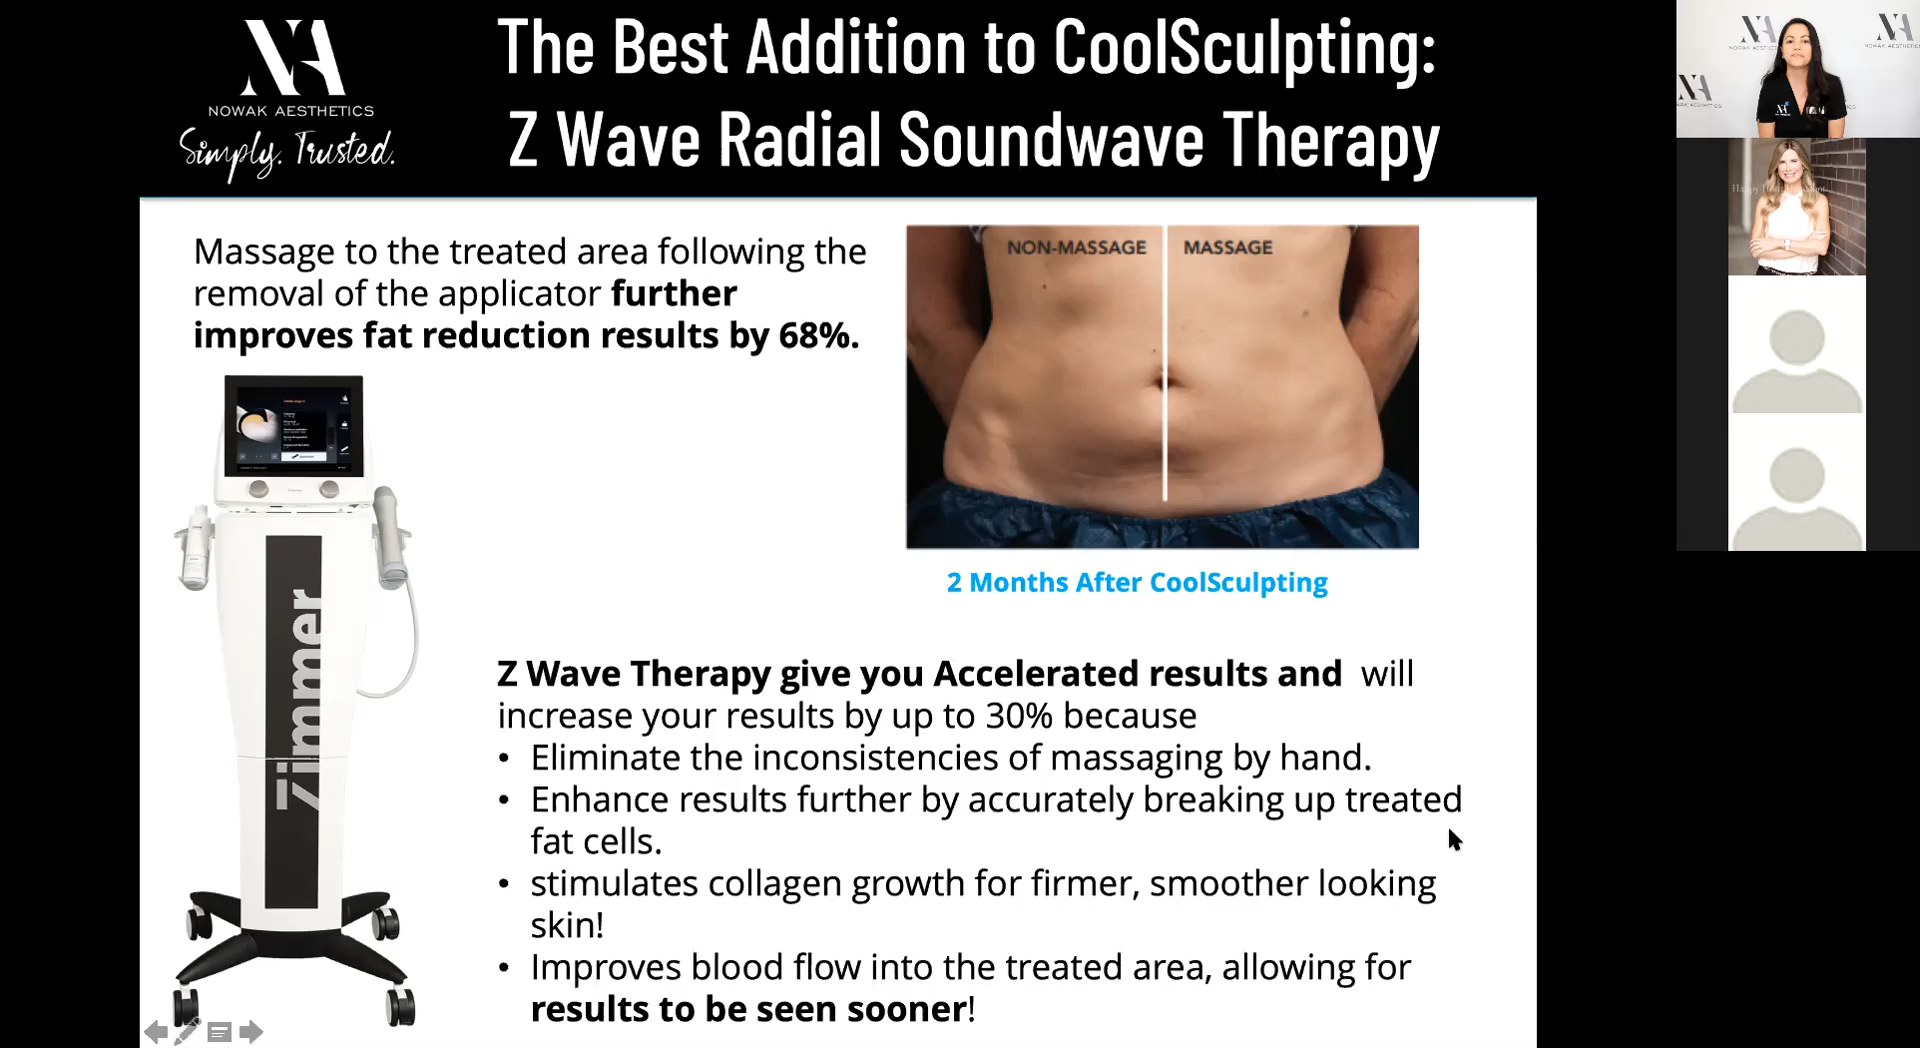 NA
NOWAK AESTHETICS
Simply. Trusted.
The Best Addition to CoolSculpting:
Z Wave Radial Soundwave Therapy
Massage to the treated area following the
removal of the applicator further
improves fat reduction results by 68%.
NON-MASSAGE MASSAGE
2 Months After CoolSculpting
zimmer
Z Wave Therapy give you Accelerated results and will
increase your results by up to 30% because
• Eliminate the inconsistencies of massaging by hand.
• Enhance results further by accurately breaking up treated
fat cells.
• stimulates collagen growth for firmer, smoother looking
skin!
• Improves blood flow into the treated area, allowing for
results to be seen sooner!
NA
NOWAK AESTHETICS